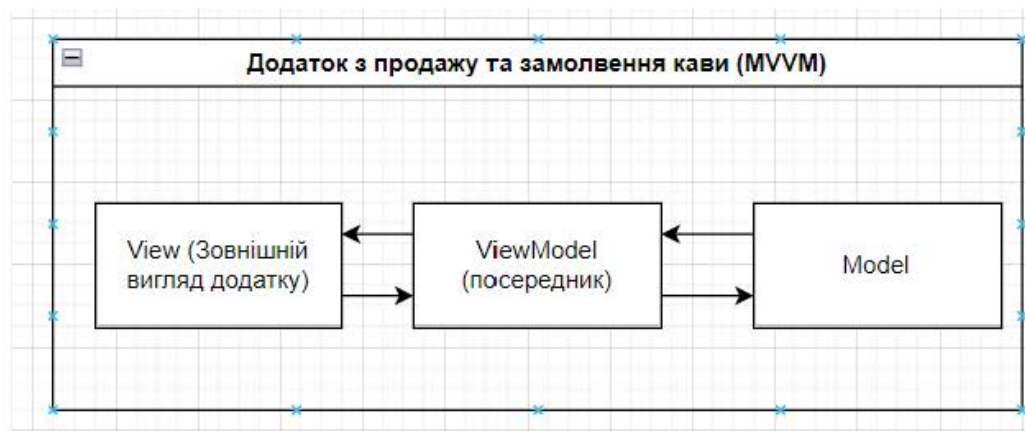 Додаток з продажу та замолвення кави (MVVM)
View (Зовнішній
вигляд додатку)
ViewModel
(посередник)
Model